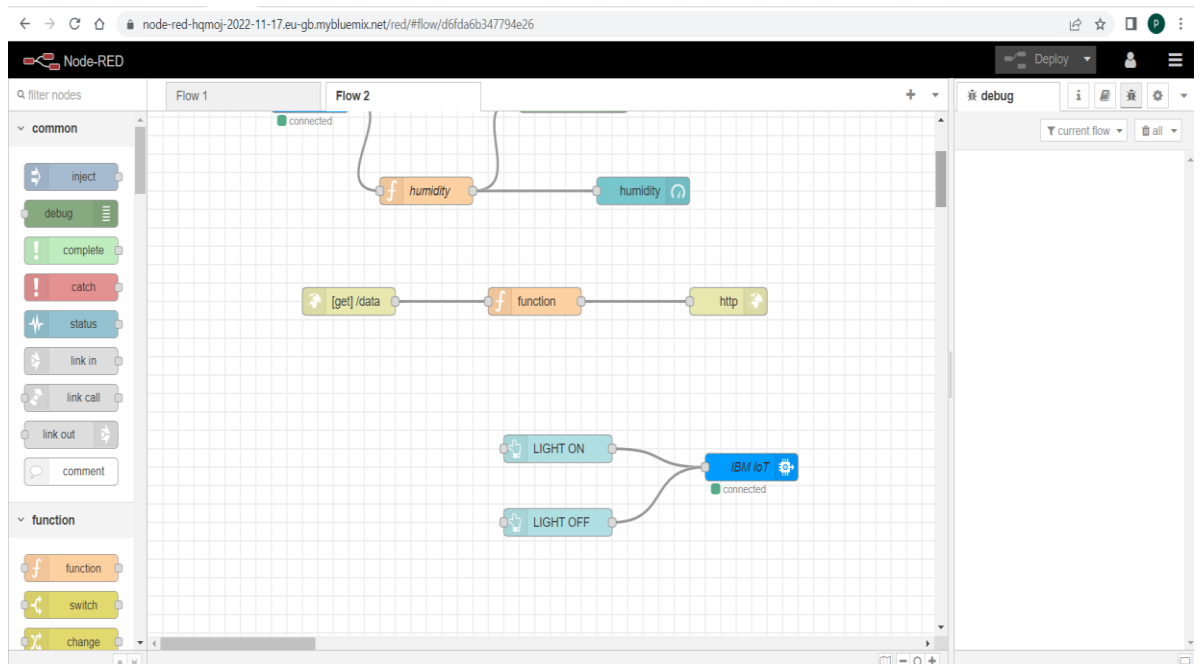 node-red-hqmoj-2022-11-17.eu-gb.mybluemix.net/red/#flow/d6fda6b347794e26
P
Node-RED
Deploy
filter nodes
Flow 1
Flow 2
debug
i
common
current flow
all
connected
inject
humidity
humidity
debug
complete
catch
[get] /data
function
http
status
link in
link call
link out
LIGHT ON
comment
IBM IoT
connected
function
LIGHT OFF
function
switch
change